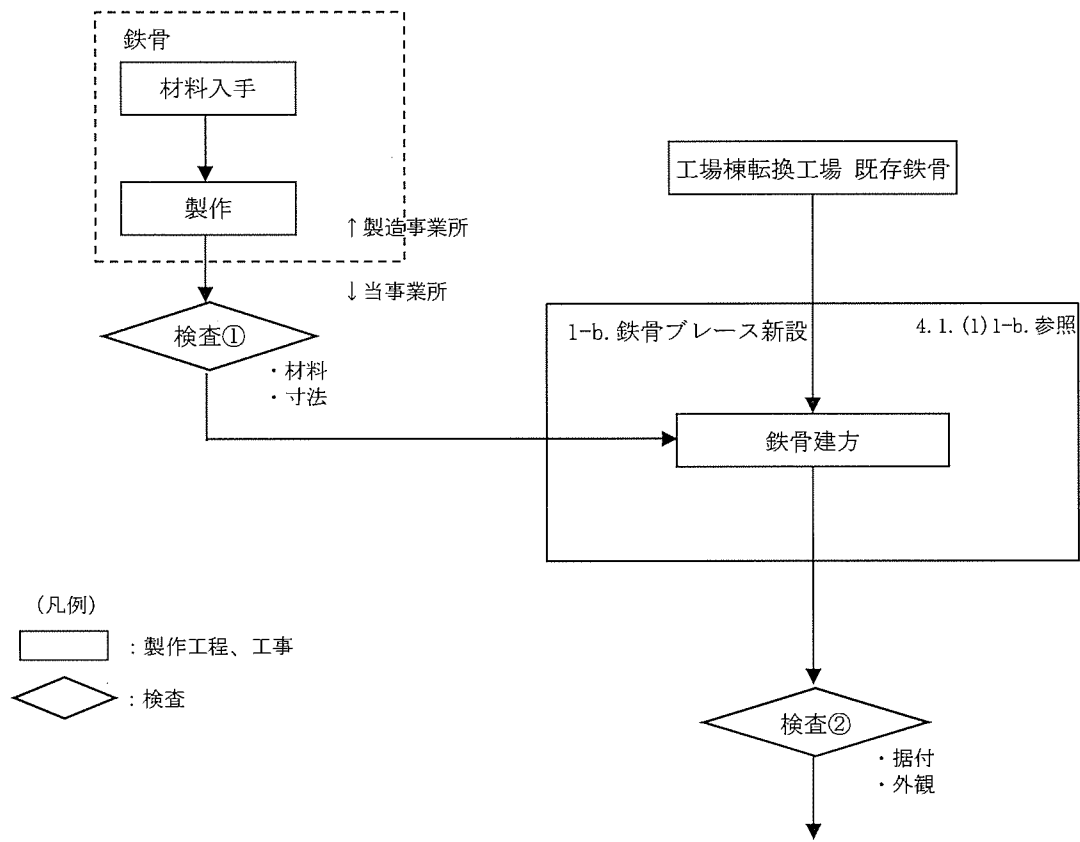 鉄骨
材料入手
製作
↑製造事業所
↓当事業所
検査①
・材料
・寸法
工場棟転換工場 既存鉄骨
1-b.鉄骨ブレース新設
4.1.(1)1-b.参照
鉄骨建方
検査②
・据付
・外観
(凡例)
：製作工程、工事
：検査